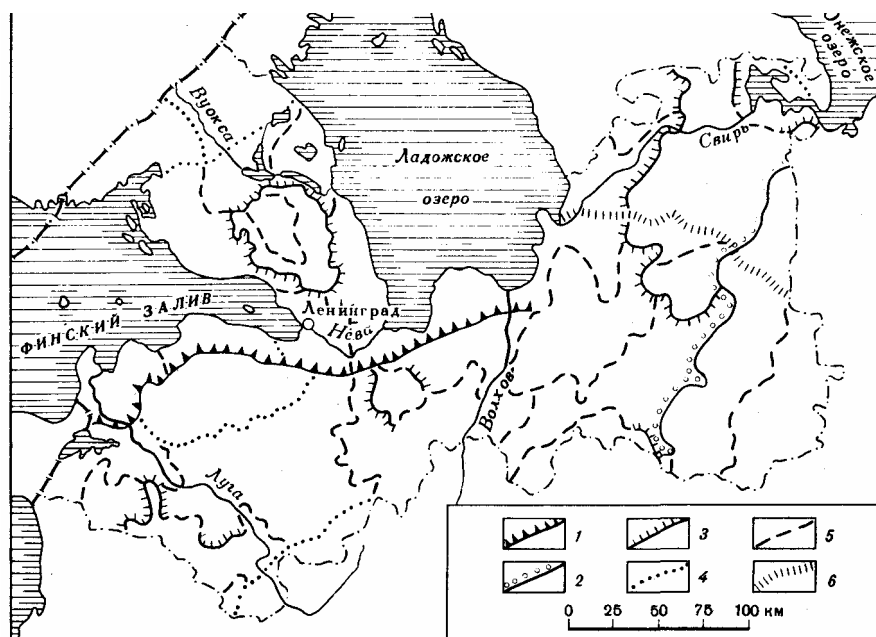 Онежское
озеро
Вуокса
Свирь
Ладожское
озеро
ФИНСКИЙ ЗАЛИВ
Ленинград
Нева
Волхов
Луга
1
3
5
2
4
6
0 25 50 75 100 км